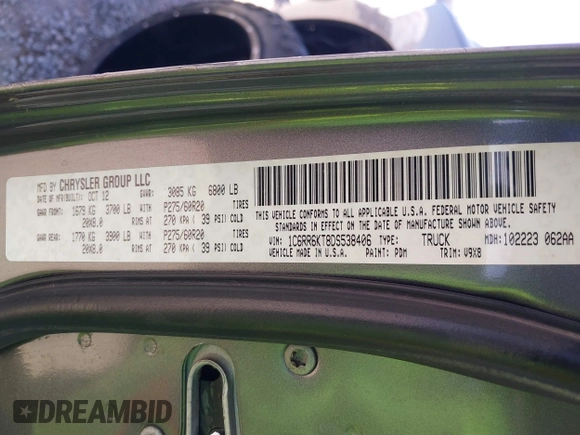 MFD BY CHRYSLER GROUP LLC
DATE OF MFR(BUILT): OCT 12 GVWR: 3085 KG 6800 LB
GAWR FRONT: 1679 KG 3700 LB WITH P275/60R20 TIRES
20X8.0 RIMS AT 270 KPA ( 39 PSI) COLD
GAWR REAR: 1770 KG 3900 LB WITH P275/60R20 TIRES
20X8.0 RIMS AT 270 KPA ( 39 PSI) COLD
THIS VEHICLE CONFORMS TO ALL APPLICABLE U.S.A. FEDERAL MOTOR VEHICLE SAFETY
STANDARDS IN EFFECT ON THE DATE OF MANUFACTURE SHOWN ABOVE.
VIN: 1C6RR6KT8DS538406 TYPE: TRUCK MDH: 102223 062AA
VEHICLE MADE IN U.S.A. PAINT: PDM TRIM: V9X8
DREAMBID